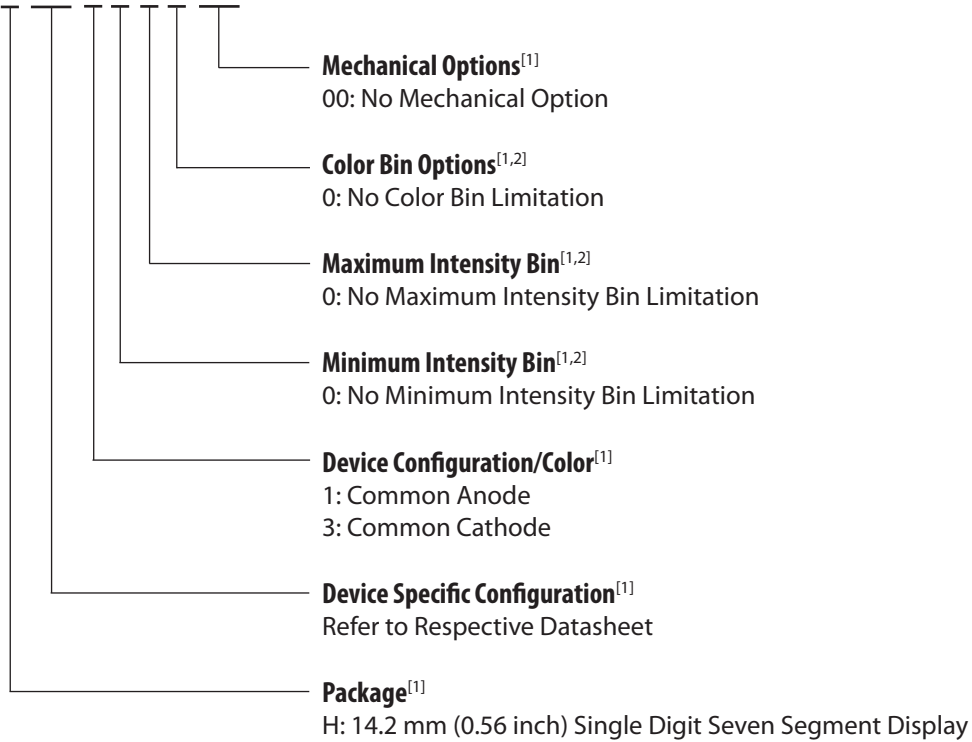 Mechanical Options[1]
00: No Mechanical Option
Color Bin Options[1,2]
0: No Color Bin Limitation
Maximum Intensity Bin[1,2]
0: No Maximum Intensity Bin Limitation
Minimum Intensity Bin[1,2]
0: No Minimum Intensity Bin Limitation
Device Configuration/Color[1]
1: Common Anode
3: Common Cathode
Device Specific Configuration[1]
Refer to Respective Datasheet
Package[1]
H: 14.2 mm (0.56 inch) Single Digit Seven Segment Display